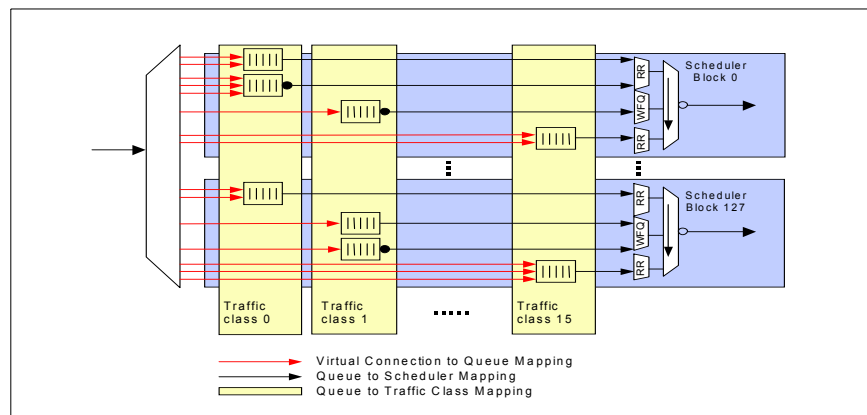 Scheduler
Block 0
RR
WFQ
RR
Scheduler
Block 127
RR
WFQ
RR
Traffic
class 0
Traffic
class 1
Traffic
class 15
Virtual Connection to Queue Mapping
Queue to Scheduler Mapping
Queue to Traffic Class Mapping